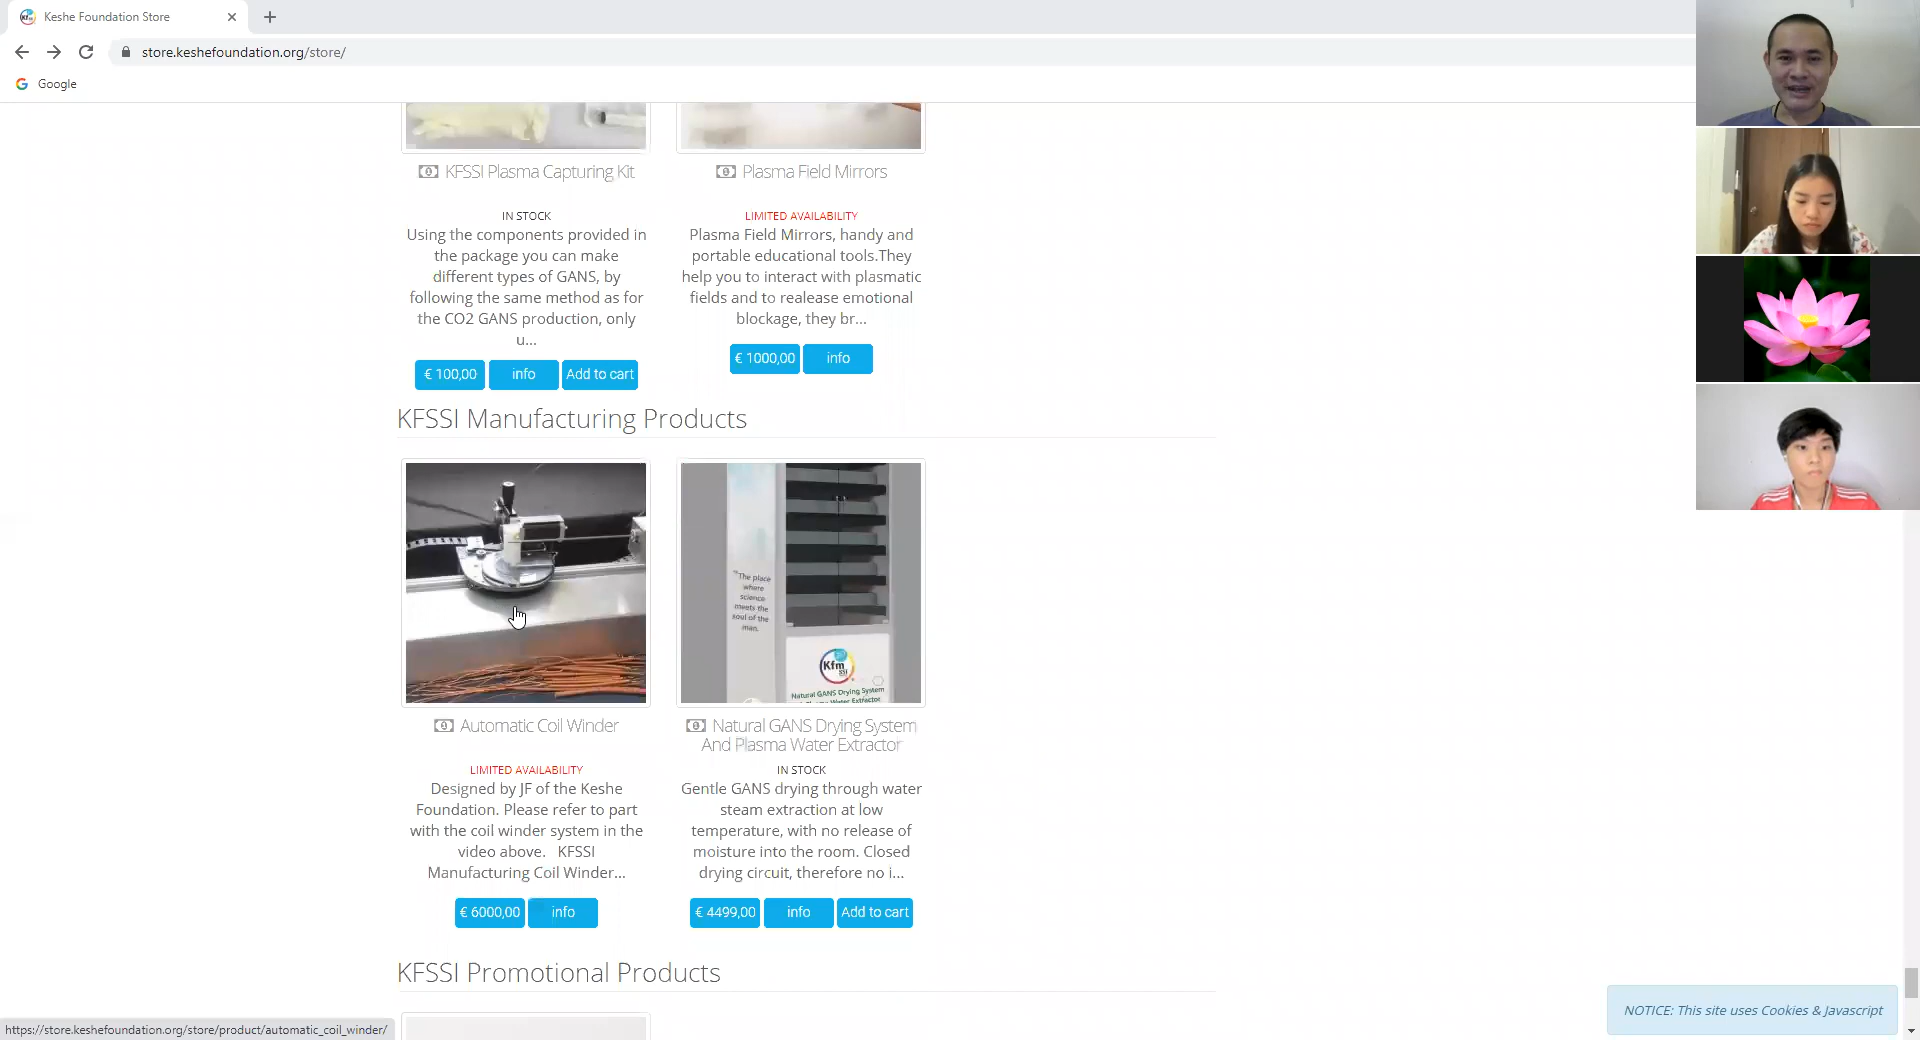 Keshe Foundation Store
store.keshefoundation.org/store/
Google
KFSSI Plasma Capturing Kit
IN STOCK
Using the components provided in
the package you can make
different types of GANS, by
following the same method as for
the CO2 GANS production, only
u...
€ 100,00 info Add to cart
Plasma Field Mirrors
LIMITED AVAILABILITY
Plasma Field Mirrors, handy and
portable educational tools.They
help you to interact with plasmatic
fields and to realease emotional
blockage, they br...
€ 1000,00 info
KFSSI Manufacturing Products
"The place
where
science
meets the
soul of the
man.
Kfm
SSI
Natural GANS Drying System
Water Extractor
Automatic Coil Winder
LIMITED AVAILABILITY
Designed by JF of the Keshe
Foundation. Please refer to part
with the coil winder system in the
video above. KFSSI
Manufacturing Coil Winder...
€ 6000,00 info
Natural GANS Drying System
And Plasma Water Extractor
IN STOCK
Gentle GANS drying through water
steam extraction at low
temperature, with no release of
moisture into the room. Closed
drying circuit, therefore no i...
€ 4499,00 info Add to cart
KFSSI Promotional Products
NOTICE: This site uses Cookies & Javascript
https://store.keshefoundation.org/store/product/automatic_coil_winder/